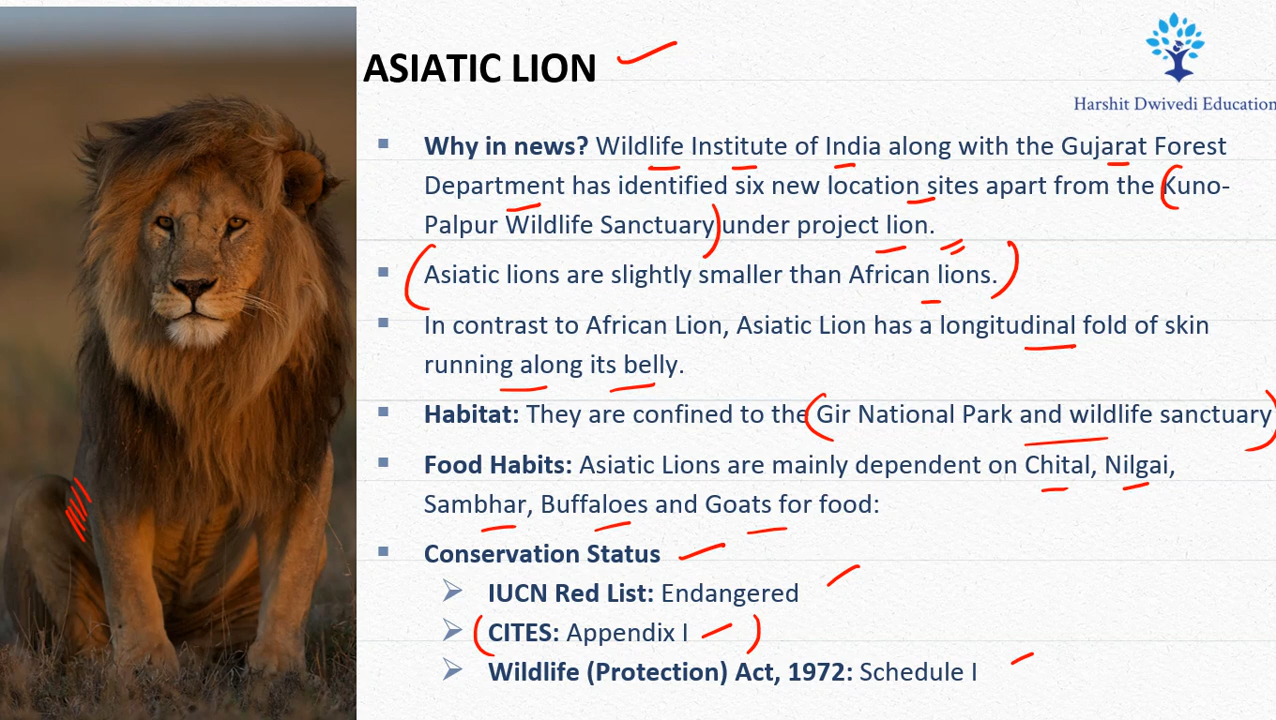 ASIATIC LION
Harshit Dwivedi Education
Why in news? Wildlife Institute of India along with the Gujarat Forest
Department has identified six new location sites apart from the Kuno-
Palpur Wildlife Sanctuary under project lion.
Asiatic lions are slightly smaller than African lions.
In contrast to African Lion, Asiatic Lion has a longitudinal fold of skin
running along its belly.
Habitat: They are confined to the Gir National Park and wildlife sanctuary
Food Habits: Asiatic Lions are mainly dependent on Chital, Nilgai,
Sambhar, Buffaloes and Goats for food:
Conservation Status
IUCN Red List: Endangered
CITES: Appendix I
Wildlife (Protection) Act, 1972: Schedule I